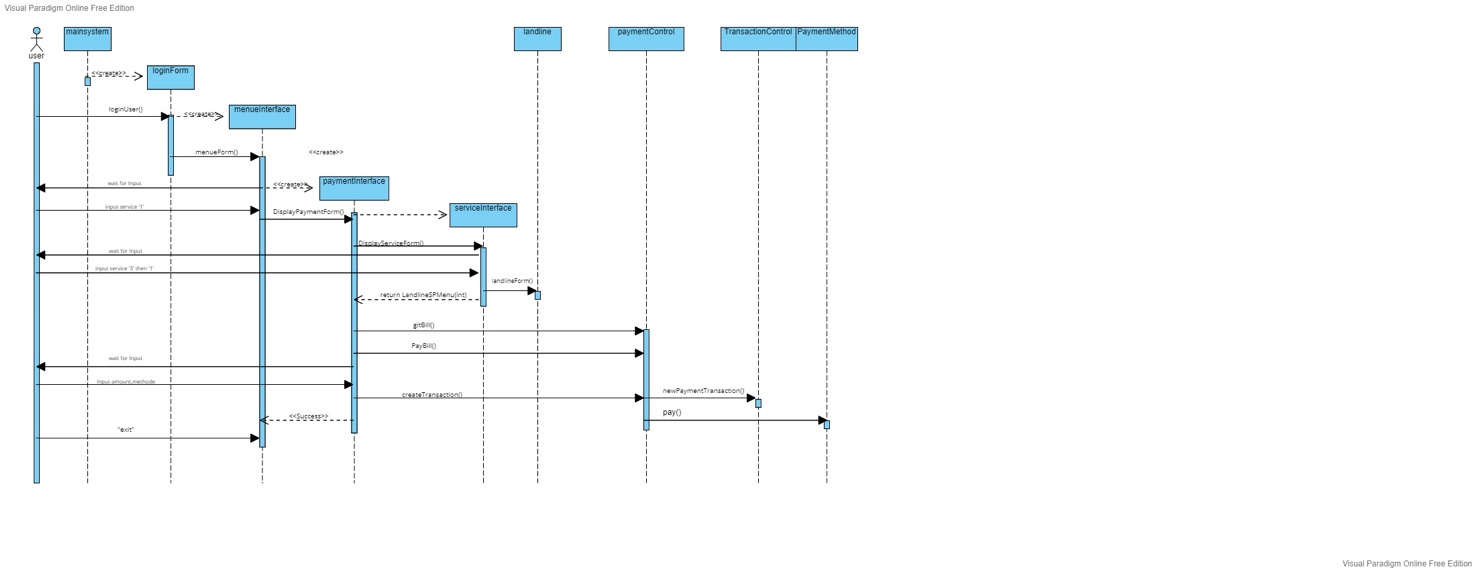 Visual Paradigm Online Free Edition
user
mainsystem
landline
paymentControl
TransactionControl
PaymentMethod
<<create>>
loginForm
loginUser()
<<create>>
menueInterface
menueForm()
<<create>>
wait for Input
<<create>>
paymentInterface
input service '1'
DisplayPaymentForm()
serviceInterface
DisplayServiceForm()
wait for Input
input service '3' then '1'
landlineForm()
return LandlineSPMenu(int)
gitBill()
PayBill()
wait for Input
Input amount,methode
createTransaction()
newPaymentTransaction()
<<Success>>
pay()
"exit"
Visual Paradigm Online Free Edition